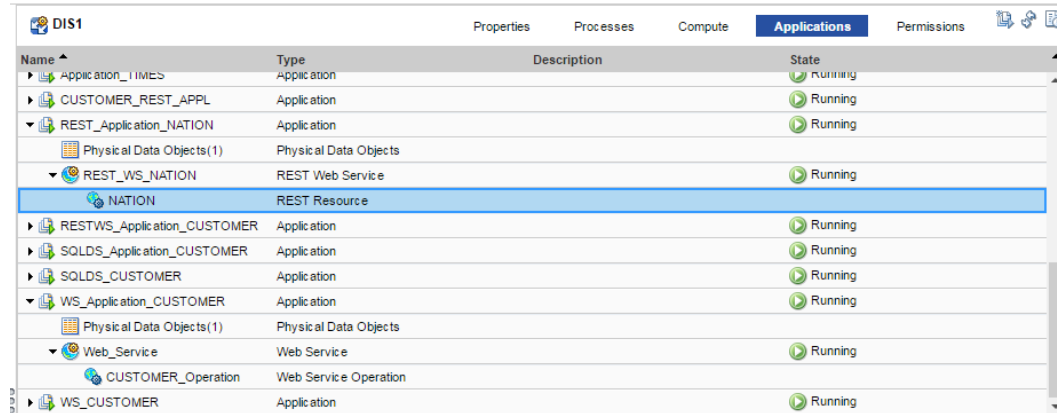 DIS1 Properties Processes Compute Applications Permissions
Name Type Description State
Application_TIMES Application Running
CUSTOMER_REST_APPL Application Running
REST_Application_NATION Application Running
Physical Data Objects(1) Physical Data Objects
REST_WS_NATION REST Web Service Running
NATION REST Resource
RESTWS_Application_CUSTOMER Application Running
SQLDS_Application_CUSTOMER Application Running
SQLDS_CUSTOMER Application Running
WS_Application_CUSTOMER Application Running
Physical Data Objects(1) Physical Data Objects
Web_Service Web Service Running
CUSTOMER_Operation Web Service Operation
WS_CUSTOMER Application Running